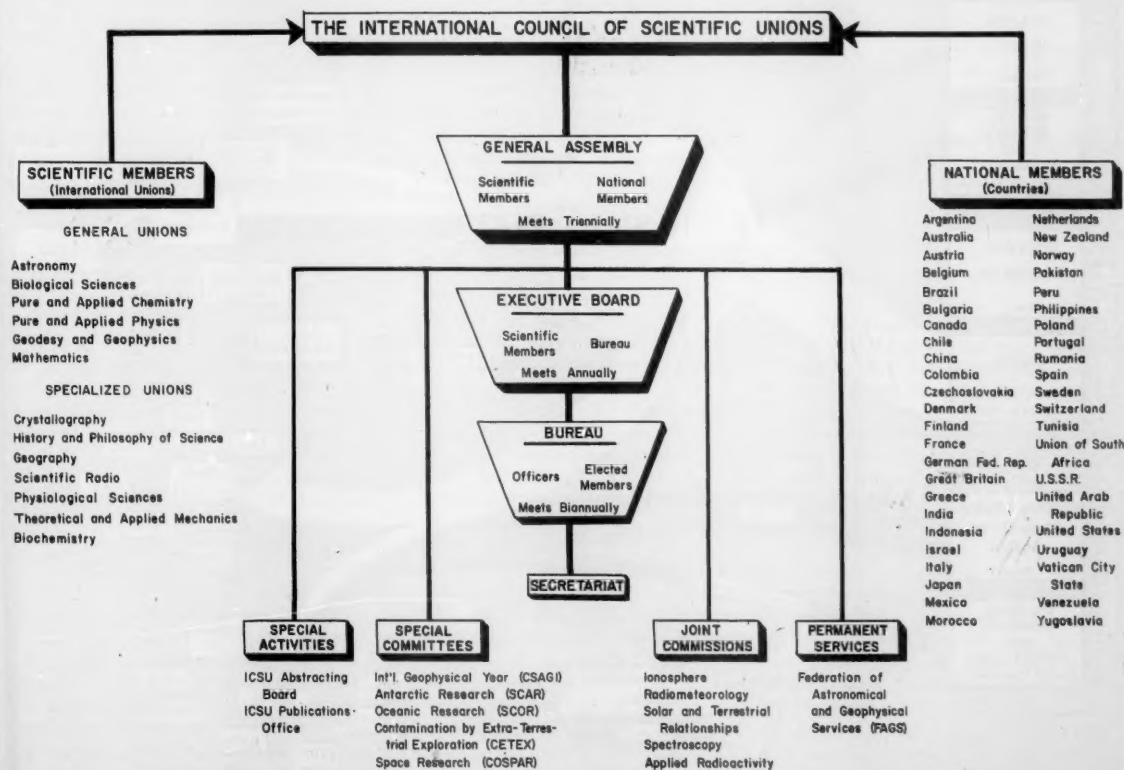 THE INTERNATIONAL COUNCIL OF SCIENTIFIC UNIONS
SCIENTIFIC MEMBERS
(International Unions)
GENERAL UNIONS
Astronomy
Biological Sciences
Pure and Applied Chemistry
Pure and Applied Physics
Geodesy and Geophysics
Mathematics
SPECIALIZED UNIONS
Crystallography
History and Philosophy of Science
Geography
Scientific Radio
Physiological Sciences
Theoretical and Applied Mechanics
Biochemistry
GENERAL ASSEMBLY
Scientific Members
National Members
Meets Triennially
EXECUTIVE BOARD
Scientific Members
Bureau
Meets Annually
BUREAU
Officers
Elected Members
Meets Biannually
SECRETARIAT
SPECIAL
ACTIVITIES
ICSU Abstracting
Board
ICSU Publications
Office
SPECIAL
COMMITTEES
Int'l. Geophysical Year (CSAGI)
Antarctic Research (SCAR)
Oceanic Research (SCOR)
Contamination by Extra-Terres-
trial Exploration (CETEX)
Space Research (COSPAR)
JOINT
COMMISSIONS
Ionosphere
Radiometeorology
Solar and Terrestrial
Relationships
Spectroscopy
Applied Radioactivity
PERMANENT
SERVICES
Federation of
Astronomical
and Geophysical
Services (FAGS)
NATIONAL MEMBERS
(Countries)
Argentina
Australia
Austria
Belgium
Brazil
Bulgaria
Canada
Chile
China
Colombia
Czechoslovakia
Denmark
Finland
France
German Fed. Rep.
Great Britain
Greece
India
Indonesia
Israel
Italy
Japan
Mexico
Morocco
Netherlands
New Zealand
Norway
Pakistan
Peru
Philippines
Poland
Portugal
Rumania
Spain
Sweden
Switzerland
Tunisia
Union of South
Africa
U.S.S.R.
United Arab
Republic
United States
Uruguay
Vatican City
State
Venezuela
Yugoslavia